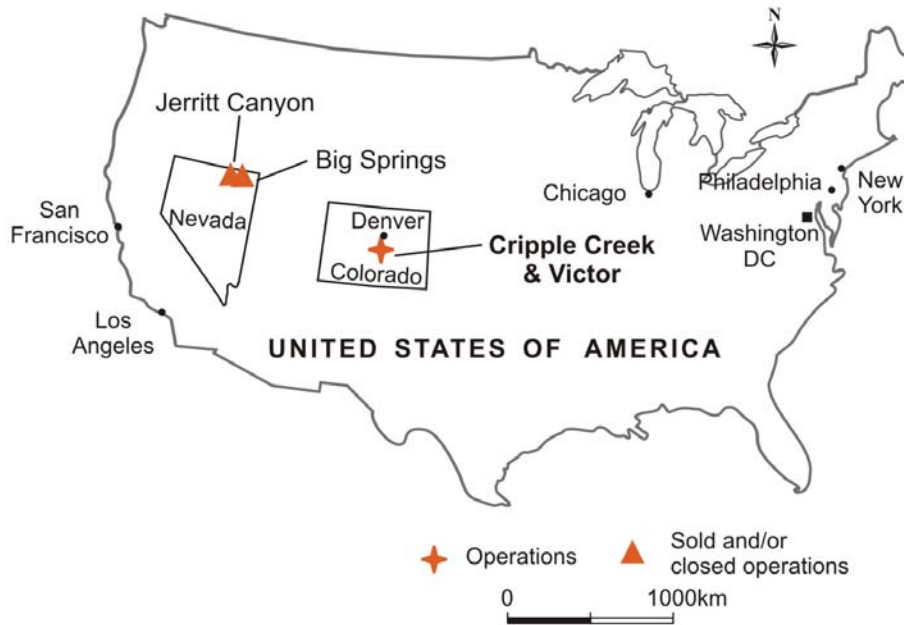 N
Jerritt Canyon
Big Springs
Nevada
San
Francisco
Los
Angeles
Denver
Colorado
Cripple Creek
& Victor
Chicago
Philadelphia
New
York
Washington
DC
UNITED STATES OF AMERICA
Operations
Sold and/or
closed operations
0 1000km